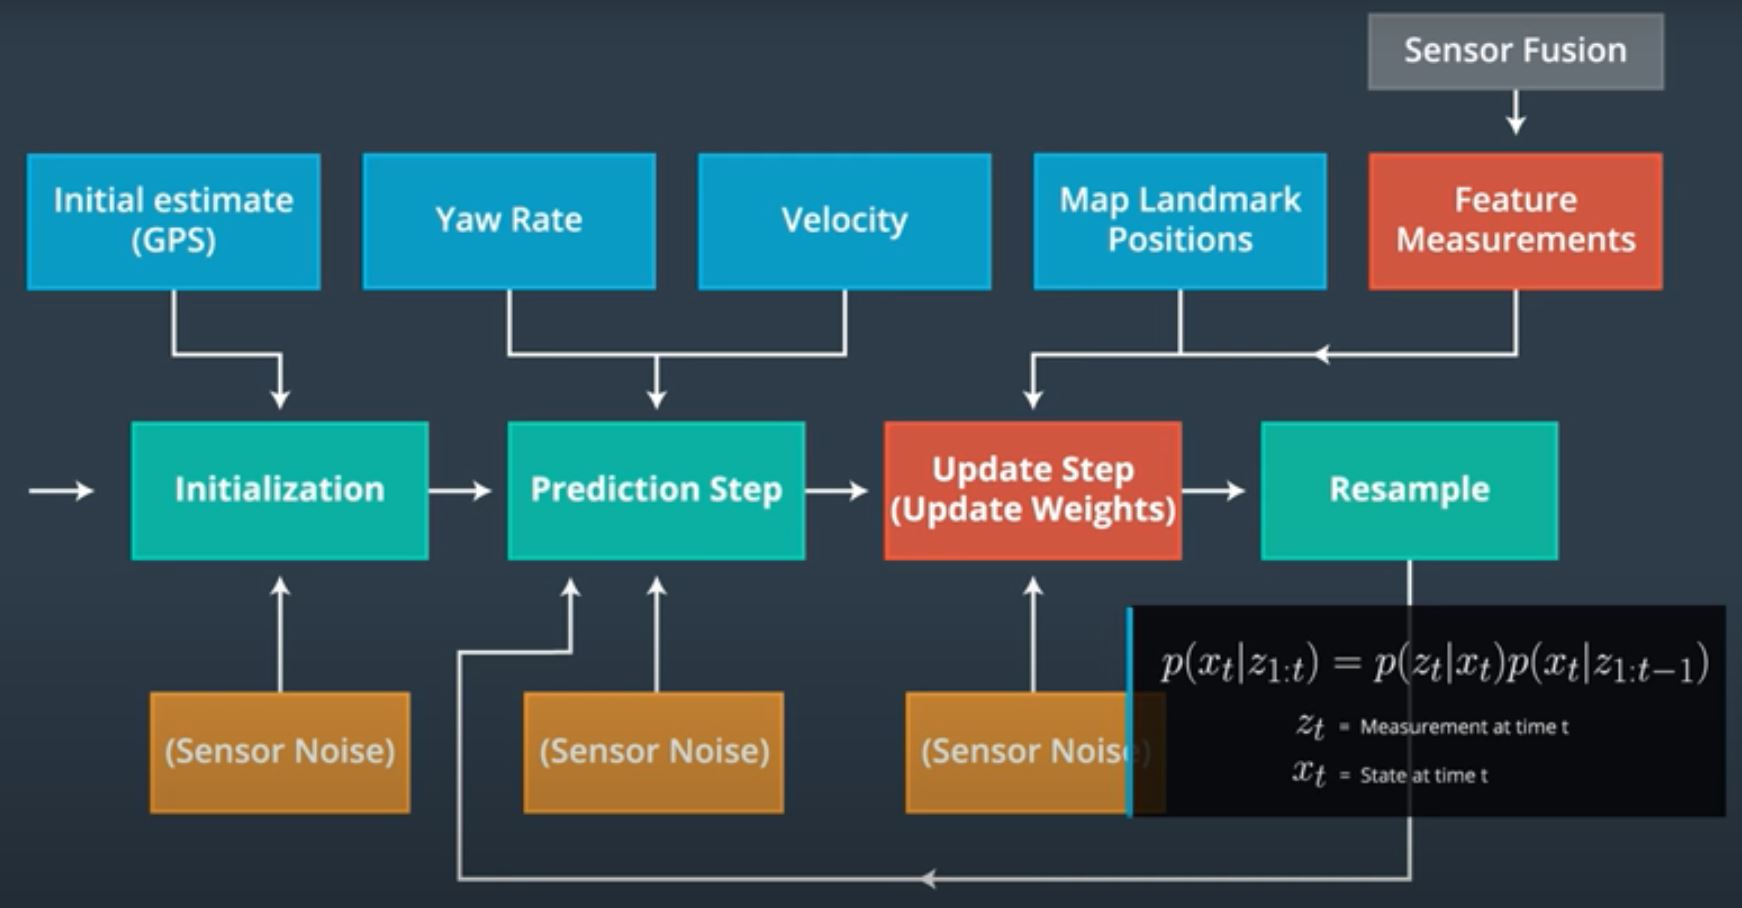 Sensor Fusion
Initial estimate
(GPS)
Yaw Rate
Velocity
Map Landmark
Positions
Feature
Measurements
Initialization
Prediction Step
Update Step
(Update Weights)
Resample
(Sensor Noise)
(Sensor Noise)
(Sensor Noise)
p(x_t|z_{1:t}) = p(z_t|x_t)p(x_t|z_{1:t-1})
z_t = Measurement at time t
x_t = State at time t